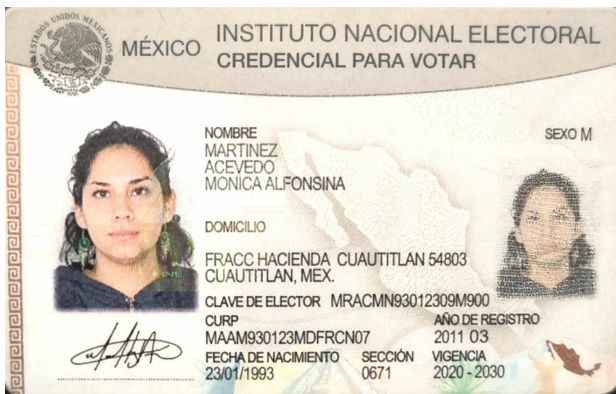 ESTADOS UNIDOS MEXICANOS
MÉXICO
INSTITUTO NACIONAL ELECTORAL
CREDENCIAL PARA VOTAR
NOMBRE
SEXO M
MARTINEZ
ACEVEDO
MONICA ALFONSINA
DOMICILIO
FRACC HACIENDA CUAUTITLAN 54803
CUAUTITLAN, MEX.
CLAVE DE ELECTOR MRACMN93012309M900
CURP
AÑO DE REGISTRO
MAAM930123MDFRCN07
2011 03
FECHA DE NACIMIENTO SECCIÓN VIGENCIA
23/01/1993 0671 2020 - 2030